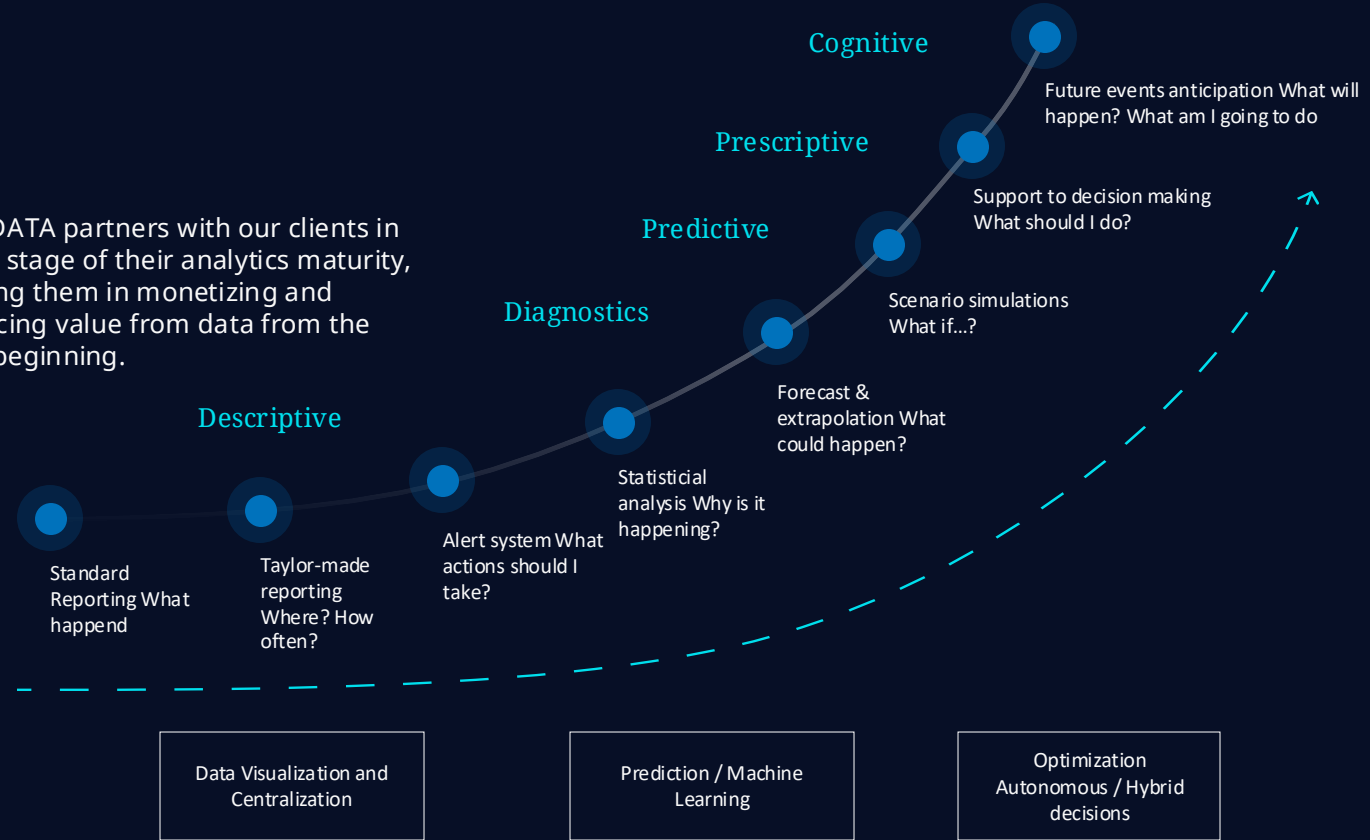 Cognitive
Future events anticipation What will
happen? What am I going to do
Prescriptive
Support to decision making
What should I do?
DATA partners with our clients in
stage of their analytics maturity,
them in monetizing and
value from data from the
beginning.
Predictive
Scenario simulations
What if...?
Diagnostics
Forecast &
extrapolation What
could happen?
Descriptive
Statisticial
analysis Why is it
happening?
Alert system What
actions should I
take?
Taylor-made
reporting
Where? How
often?
Standard
Reporting What
happend
Data Visualization and
Centralization
Prediction / Machine
Learning
Optimization
Autonomous / Hybrid
decisions